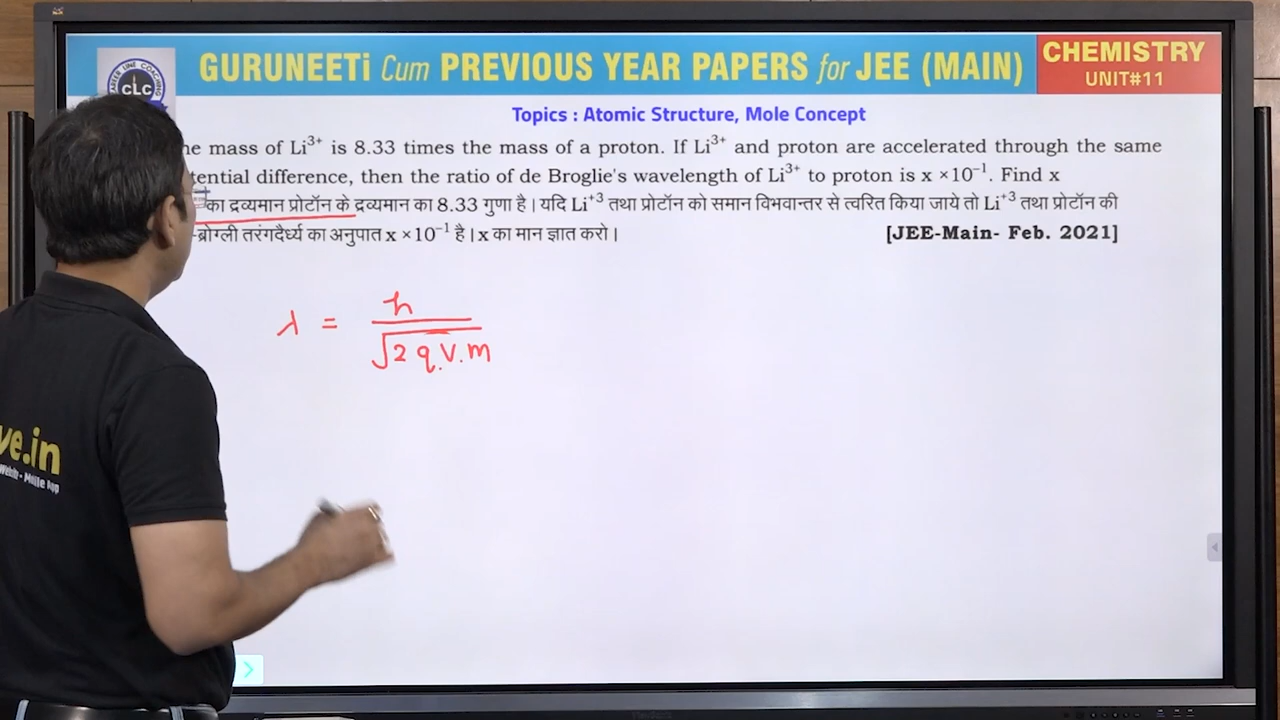 GURUNEETi Cum PREVIOUS YEAR PAPERS for JEE (MAIN)
CHEMISTRY
UNIT#11
CLC
Topics : Atomic Structure, Mole Concept
mass of Li³⁺ is 8.33 times the mass of a proton. If Li³⁺ and proton are accelerated through the same
difference, then the ratio of de Broglie's wavelength of Li³⁺ to proton is x ×10⁻¹. Find x
का द्रव्यमान प्रोटॉन के द्रव्यमान का 8.33 गुणा है। यदि Li⁺³ तथा प्रोटॉन को समान विभवान्तर से त्वरित किया जाये तो Li⁺³ तथा प्रोटॉन की
-ब्रोग्ली तरंगदैर्ध्य का अनुपात x ×10⁻¹ है। x का मान ज्ञात करो।
[JEE-Main- Feb. 2021]
λ = h / √2 q.V.m
ve.in